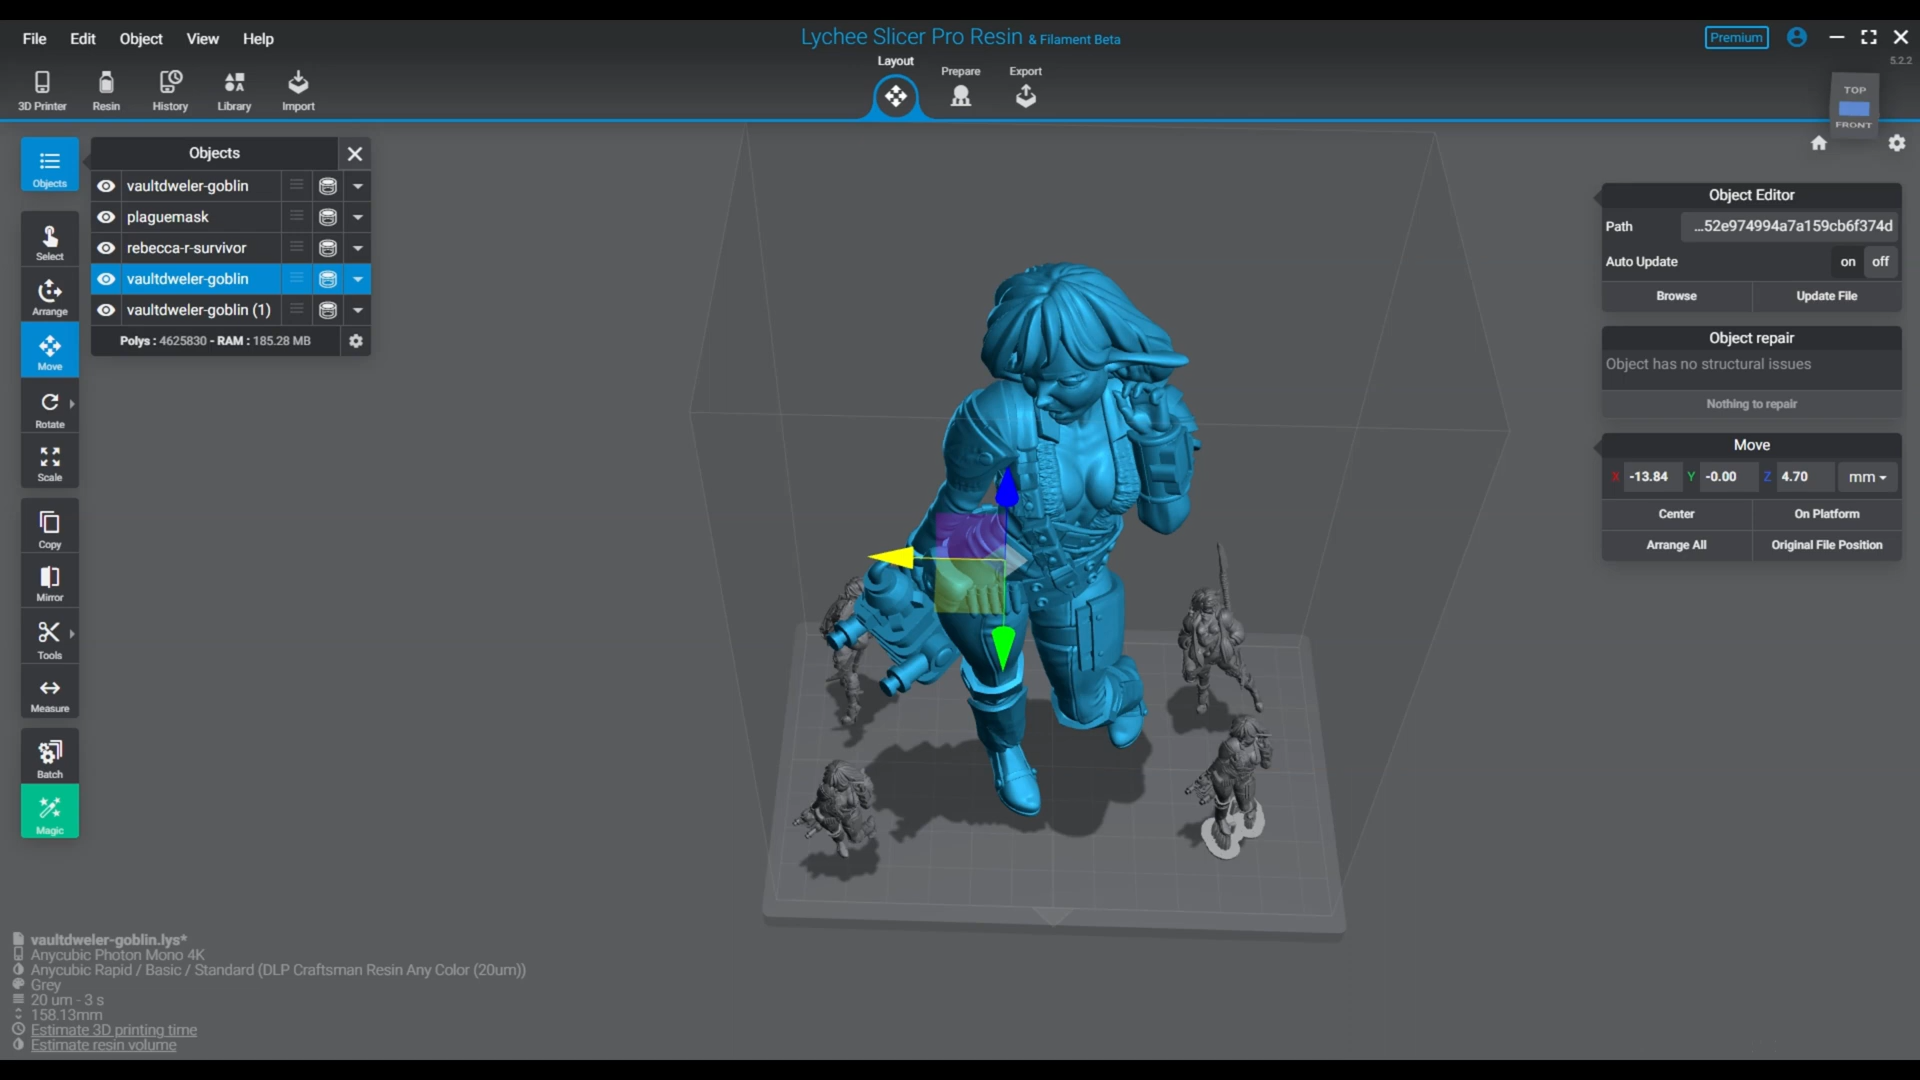 File Edit Object View Help
Lychee Slicer Pro Resin & Filament Beta
Premium
5.2.2
3D Printer Resin History Library Import
Layout Prepare Export
TOP
FRONT
Objects
Objects
vaultdweler-goblin
plaguemask
rebecca-r-survivor
vaultdweler-goblin
vaultdweler-goblin (1)
Polys : 4625830 - RAM : 185.28 MB
Select
Arrange
Move
Rotate
Scale
Copy
Mirror
Tools
Measure
Batch
Magic
Object Editor
Path ...52e974994a7a159cb6f374d
Auto Update on off
Browse Update File
Object repair
Object has no structural issues
Nothing to repair
Move
X -13.84 Y -0.00 Z 4.70 mm
Center On Platform
Arrange All Original File Position
vaultdweler-goblin.lys*
Anycubic Photon Mono 4K
Anycubic Rapid / Basic / Standard (DLP Craftsman Resin Any Color (20um))
Grey
20 um - 3 s
158.13mm
Estimate 3D printing time
Estimate resin volume